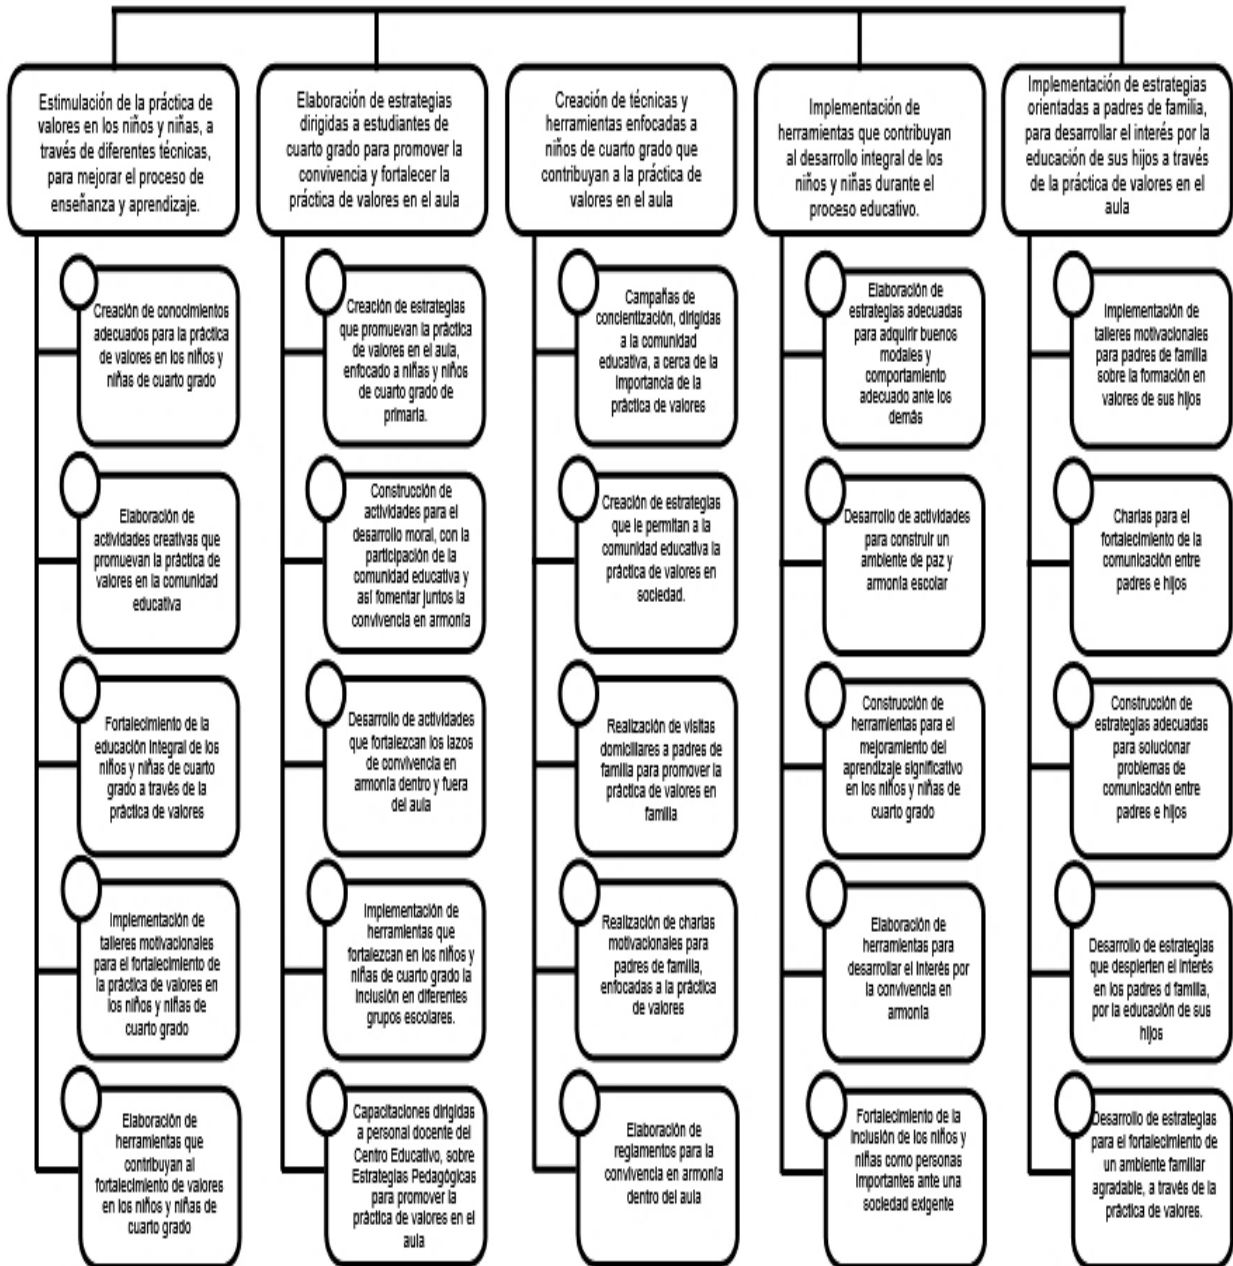 Estimulación de la práctica de
valores en los niños y niñas, a
través de diferentes técnicas,
para mejorar el proceso de
enseñanza y aprendizaje.
Creación de conocimientos
adecuados para la práctica
de valores en los niños y
niñas de cuarto grado
Elaboración de
actividades creativas que
promuevan la práctica de
valores en la comunidad
educativa
Fortalecimiento de la
educación integral de los
niños y niñas de cuarto
grado a través de la
práctica de valores
Implementación de
talleres motivacionales
para el fortalecimiento de
la práctica de valores en
los niños y niñas de
cuarto grado
Elaboración de
herramientas que
contribuyan al
fortalecimiento de valores
en los niños y niñas de
cuarto grado
Elaboración de estrategias
dirigidas a estudiantes de
cuarto grado para promover la
convivencia y fortalecer la
práctica de valores en el aula
Creación de estrategias
que promuevan la práctica
de valores en el aula,
enfocado a niñas y niños
de cuarto grado de
primaria.
Construcción de
actividades para el
desarrollo moral, con la
participación de la
comunidad educativa y
así fomentar juntos la
convivencia en armonía
Desarrollo de actividades
que fortalezcan los lazos
de convivencia en
armonía dentro y fuera
del aula
Implementación de
herramientas que
fortalezcan en los niños y
niñas de cuarto grado la
inclusión en diferentes
grupos escolares.
Capacitaciones dirigidas
a personal docente del
Centro Educativo, sobre
Estrategias Pedagógicas
para promover la
práctica de valores en el
aula
Creación de técnicas y
herramientas enfocadas a
niños de cuarto grado que
contribuyan a la práctica de
valores en el aula
Campañas de
concientización, dirigidas
a la comunidad
educativa, a cerca de la
importancia de la
práctica de valores
Creación de estrategias
que le permitan a la
comunidad educativa la
práctica de valores en
sociedad.
Realización de visitas
domiciliares a padres de
familia para promover la
práctica de valores en
familia
Realización de charlas
motivacionales para
padres de familia,
enfocadas a la práctica
de valores
Elaboración de
reglamentos para la
convivencia en armonía
dentro del aula
Implementación de
herramientas que contribuyan
al desarrollo integral de los
niños y niñas durante el
proceso educativo.
Elaboración de
estrategias adecuadas
para adquirir buenos
modales y
comportamiento
adecuado ante los
demás
Desarrollo de actividades
para construir un
ambiente de paz y
armonía escolar
Construcción de
herramientas para el
mejoramiento del
aprendizaje significativo
en los niños y niñas de
cuarto grado
Elaboración de
herramientas para
desarrollar el interés por
la convivencia en
armonía
Fortalecimiento de la
inclusión de los niños y
niñas como personas
importantes ante una
sociedad exigente
Implementación de estrategias
orientadas a padres de familia,
para desarrollar el interés por la
educación de sus hijos a través
de la práctica de valores en el
aula
Implementación de
talleres motivacionales
para padres de familia
sobre la formación en
valores de sus hijos
Charlas para el
fortalecimiento de la
comunicación entre
padres e hijos
Construcción de
estrategias adecuadas
para solucionar
problemas de
comunicación entre
padres e hijos
Desarrollo de estrategias
que despierten el interés
en los padres d familia,
por la educación de sus
hijos
Desarrollo de estrategias
para el fortalecimiento de
un ambiente familiar
agradable, a través de la
práctica de valores.